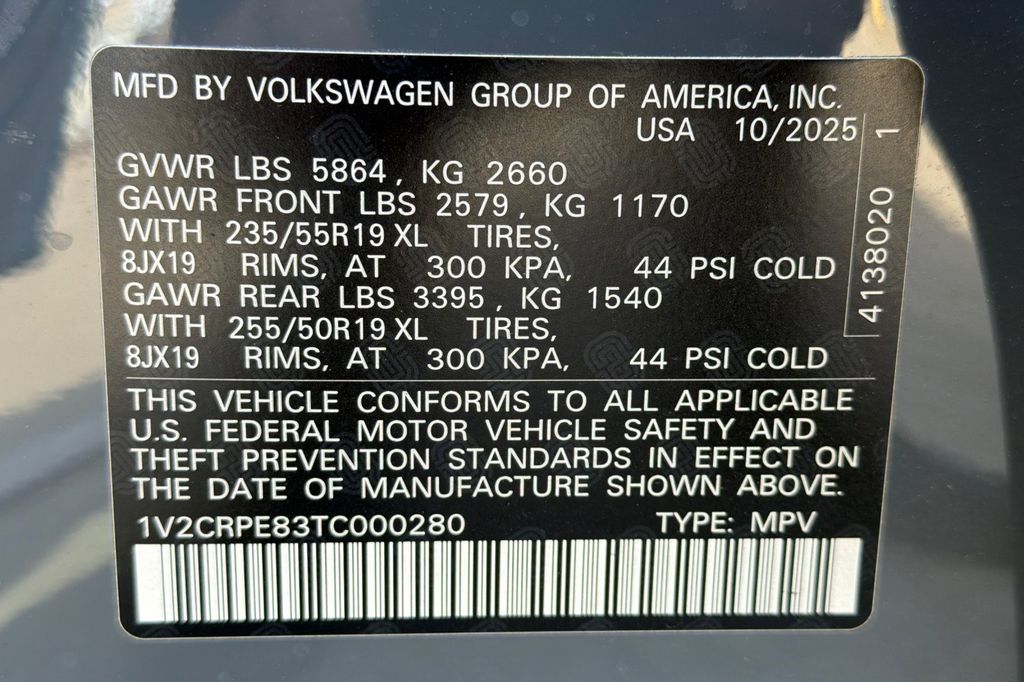 MFD BY VOLKSWAGEN GROUP OF AMERICA, INC.
USA 10/2025
GVWR LBS 5864, KG 2660
GAWR FRONT LBS 2579, KG 1170
WITH 235/55R19 XL TIRES,
8JX19 RIMS, AT 300 KPA, 44 PSI COLD
GAWR REAR LBS 3395, KG 1540
WITH 255/50R19 XL TIRES,
8JX19 RIMS, AT 300 KPA, 44 PSI COLD
4138020 1
THIS VEHICLE CONFORMS TO ALL APPLICABLE
U.S. FEDERAL MOTOR VEHICLE SAFETY AND
THEFT PREVENTION STANDARDS IN EFFECT ON
THE DATE OF MANUFACTURE SHOWN ABOVE.
1V2CRPE83TC000280 TYPE: MPV